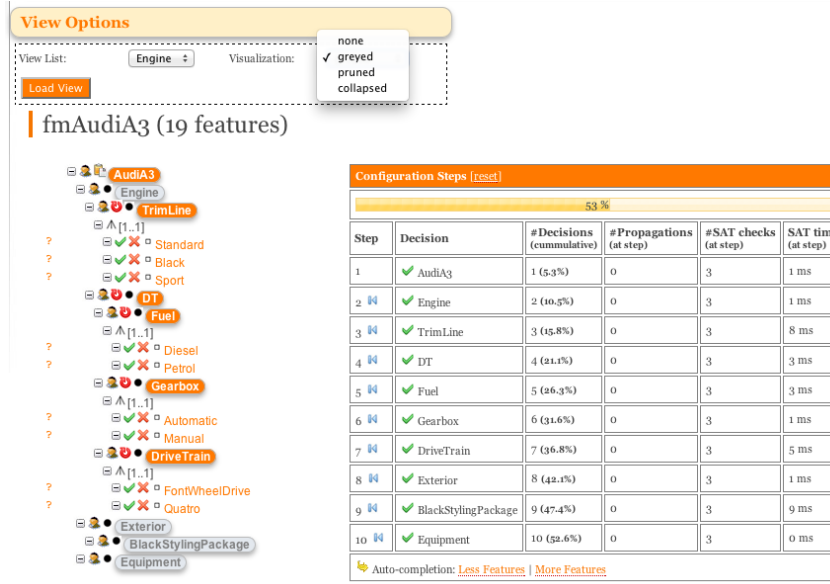 View Options
View List: Engine Visualization:
none
✓ greyed
pruned
collapsed
Load View
fmAudiA3 (19 features)
AudiA3
Engine
TrimLine
[1..1]
? Standard
? Black
? Sport
DT
Fuel
[1..1]
? Diesel
? Petrol
Gearbox
[1..1]
? Automatic
? Manual
DriveTrain
[1..1]
? FontWheelDrive
? Quatro
Exterior
BlackStylingPackage
Equipment
Configuration Steps [reset]
53 %
Step Decision #Decisions (cummulative) #Propagations (at step) #SAT checks (at step) SAT tim (at step)
1 AudiA3 1 (5.3%) 0 3 1 ms
2 Engine 2 (10.5%) 0 3 1 ms
3 TrimLine 3 (15.8%) 0 3 8 ms
4 DT 4 (21.1%) 0 3 3 ms
5 Fuel 5 (26.3%) 0 3 3 ms
6 Gearbox 6 (31.6%) 0 3 1 ms
7 DriveTrain 7 (36.8%) 0 3 5 ms
8 Exterior 8 (42.1%) 0 3 1 ms
9 BlackStylingPackage 9 (47.4%) 0 3 9 ms
10 Equipment 10 (52.6%) 0 3 0 ms
Auto-completion: Less Features | More Features